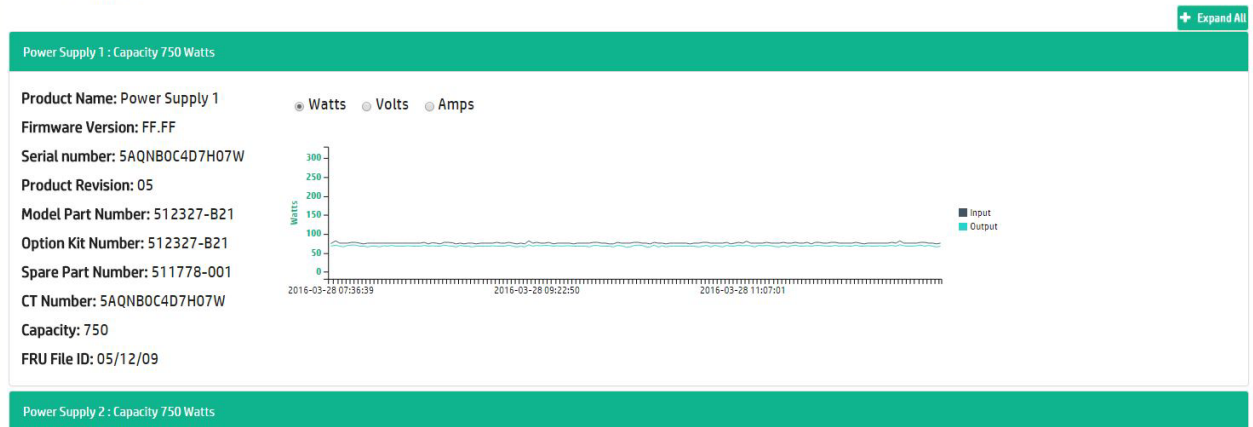 + Expand All
Power Supply 1 : Capacity 750 Watts
Product Name: Power Supply 1
Firmware Version: FF.FF
Serial number: 5AQNB0C4D7H07W
Product Revision: 05
Model Part Number: 512327-B21
Option Kit Number: 512327-B21
Spare Part Number: 511778-001
CT Number: 5AQNB0C4D7H07W
Capacity: 750
FRU File ID: 05/12/09
Watts Volts Amps
Watts
300
250
200
150
100
50
0
2016-03-28 07:36:39 2016-03-28 09:22:50 2016-03-28 11:07:01
Input
Output
Power Supply 2 : Capacity 750 Watts